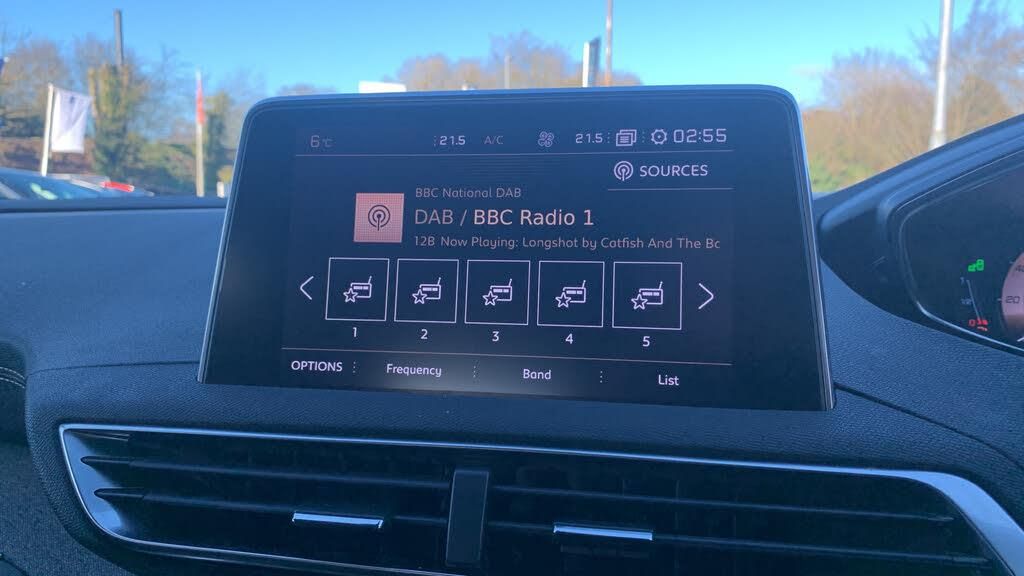 6°C 21.5 A/C 21.5 02:55
SOURCES
BBC National DAB
DAB / BBC Radio 1
12B Now Playing: Longshot by Catfish And The Bo
1 2 3 4 5
OPTIONS Frequency Band List
20